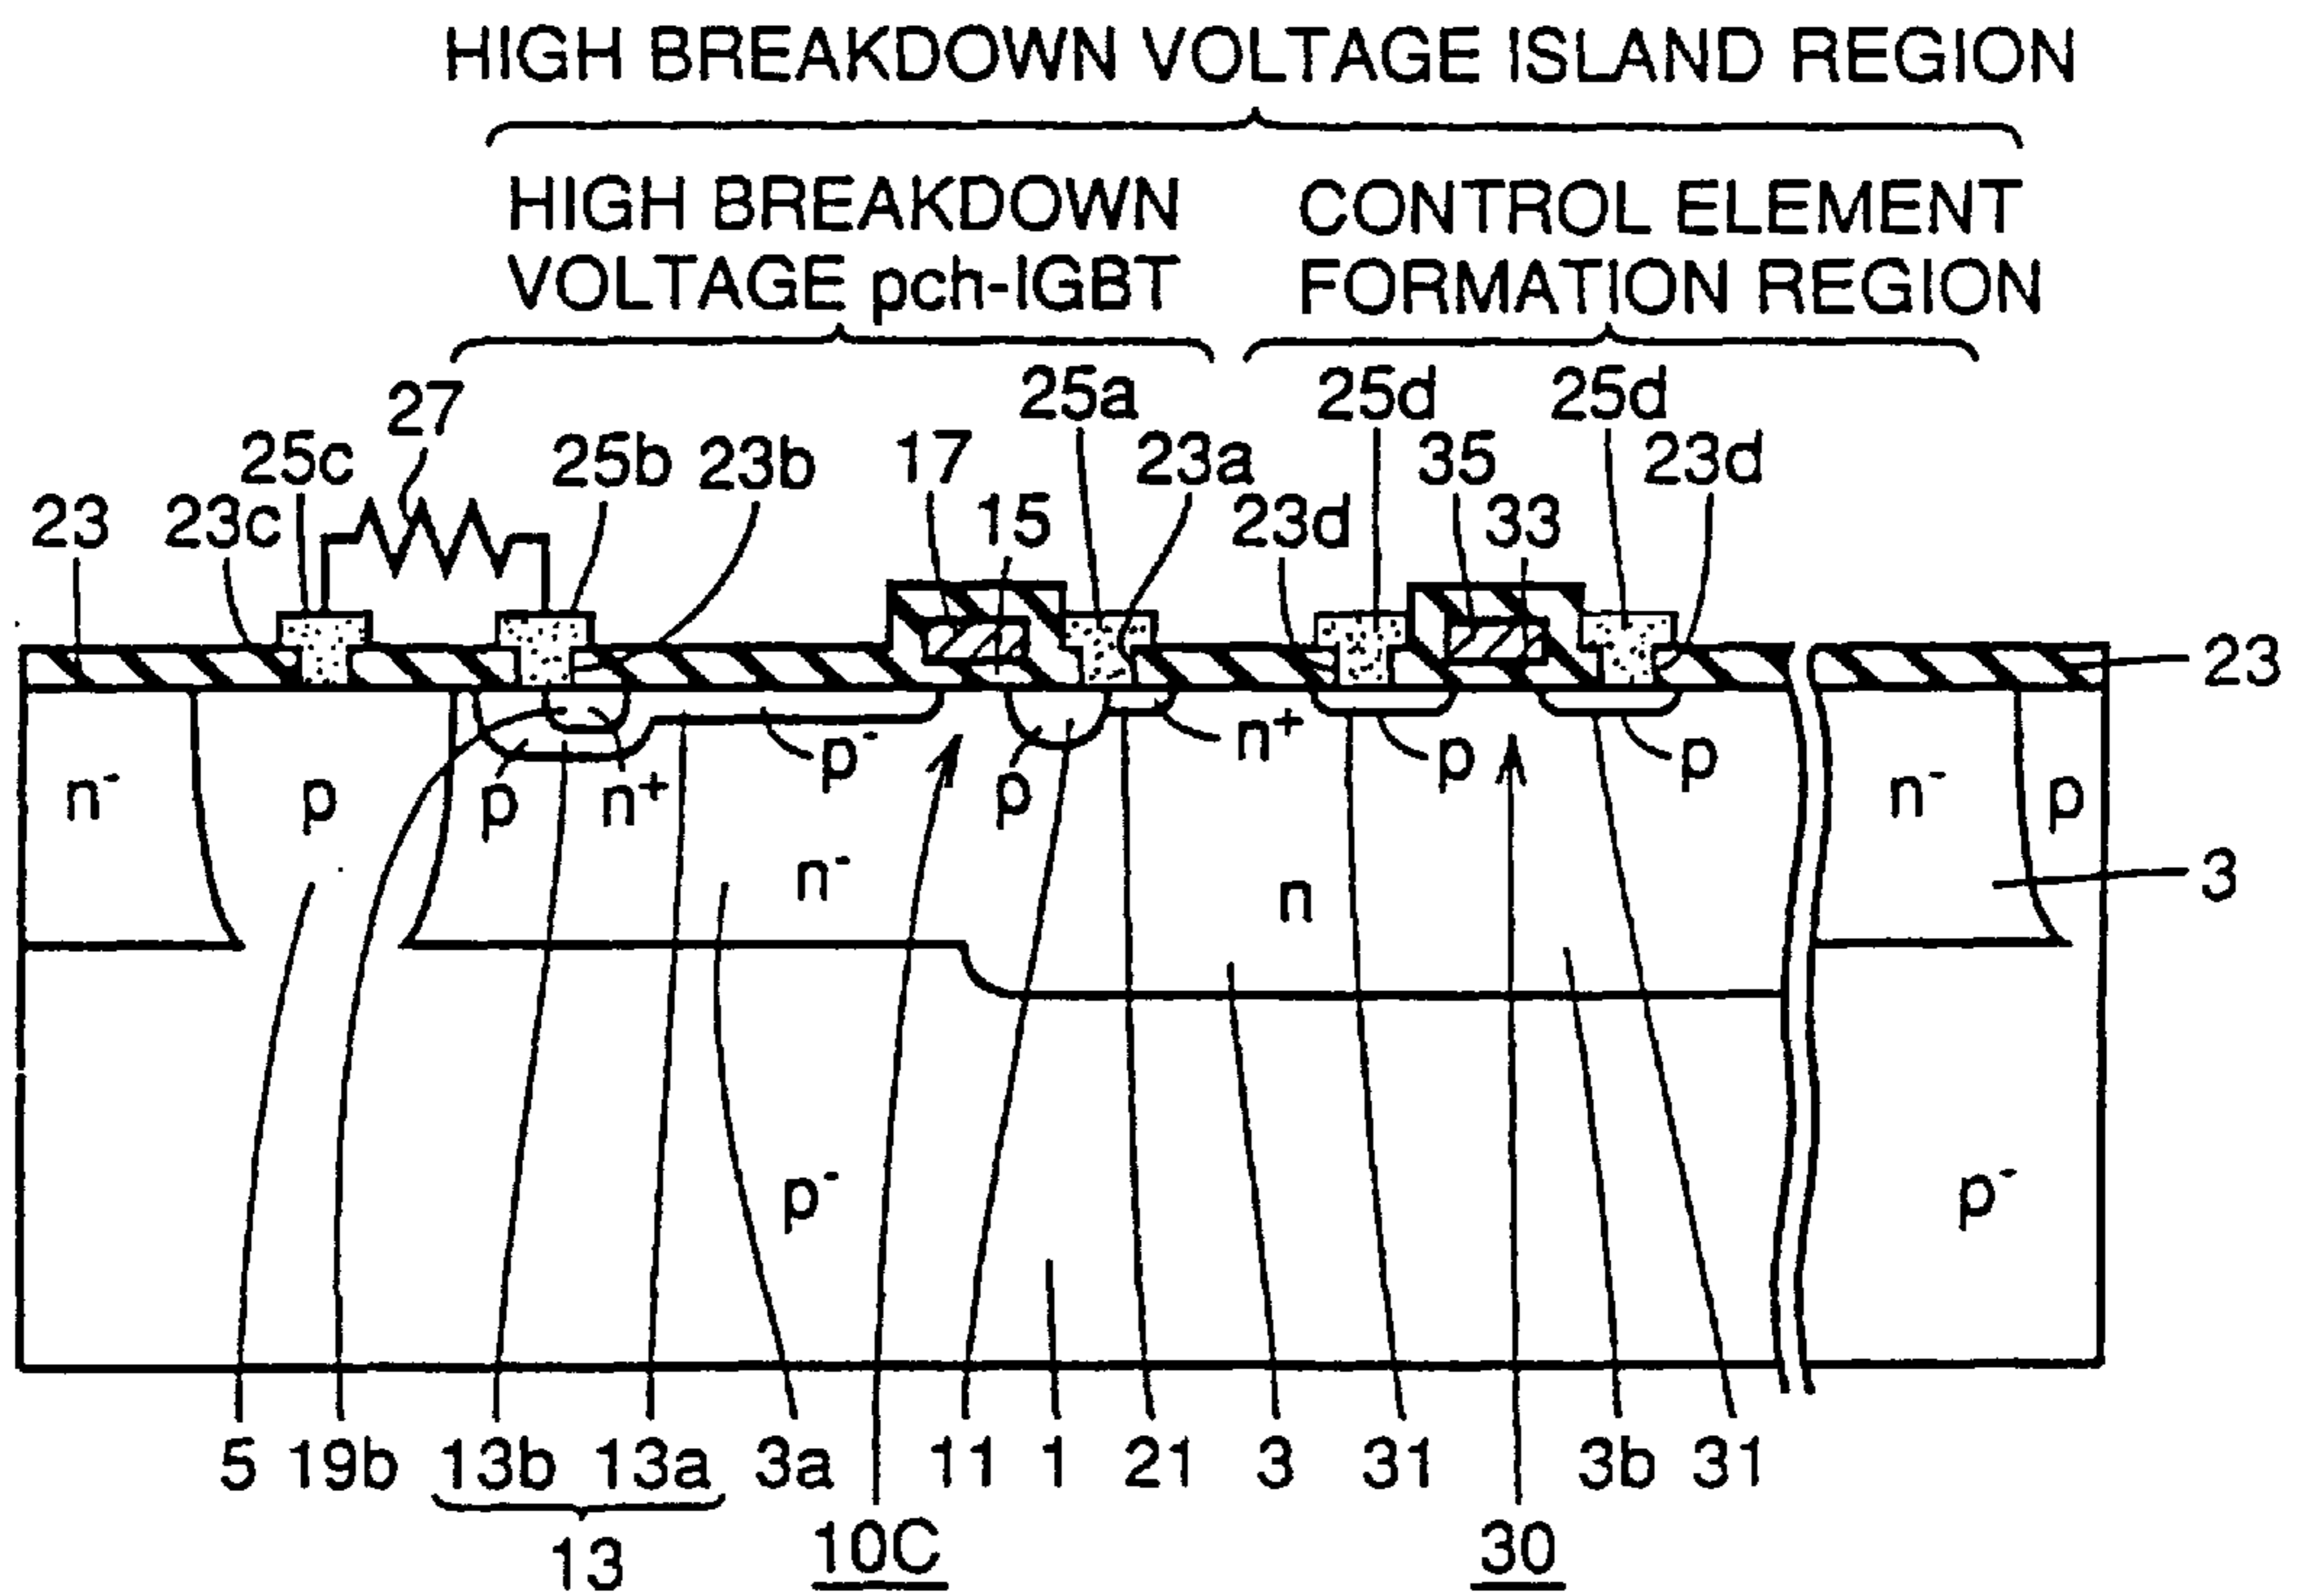 HIGH BREAKDOWN VOLTAGE ISLAND REGION
HIGH BREAKDOWN
VOLTAGE pch-IGBT
CONTROL ELEMENT
FORMATION REGION
27
25a
25d
25d
25c
25b
23b
17
23a
35
23d
23
23c
15
23d
33
23
n-
p
p
n+
p-
n-
p
n+
n
p
p
n-
p
3
p-
p-
5
19b
13b
13a
3a
11
1
21
3
31
3b
31
13
10C
30